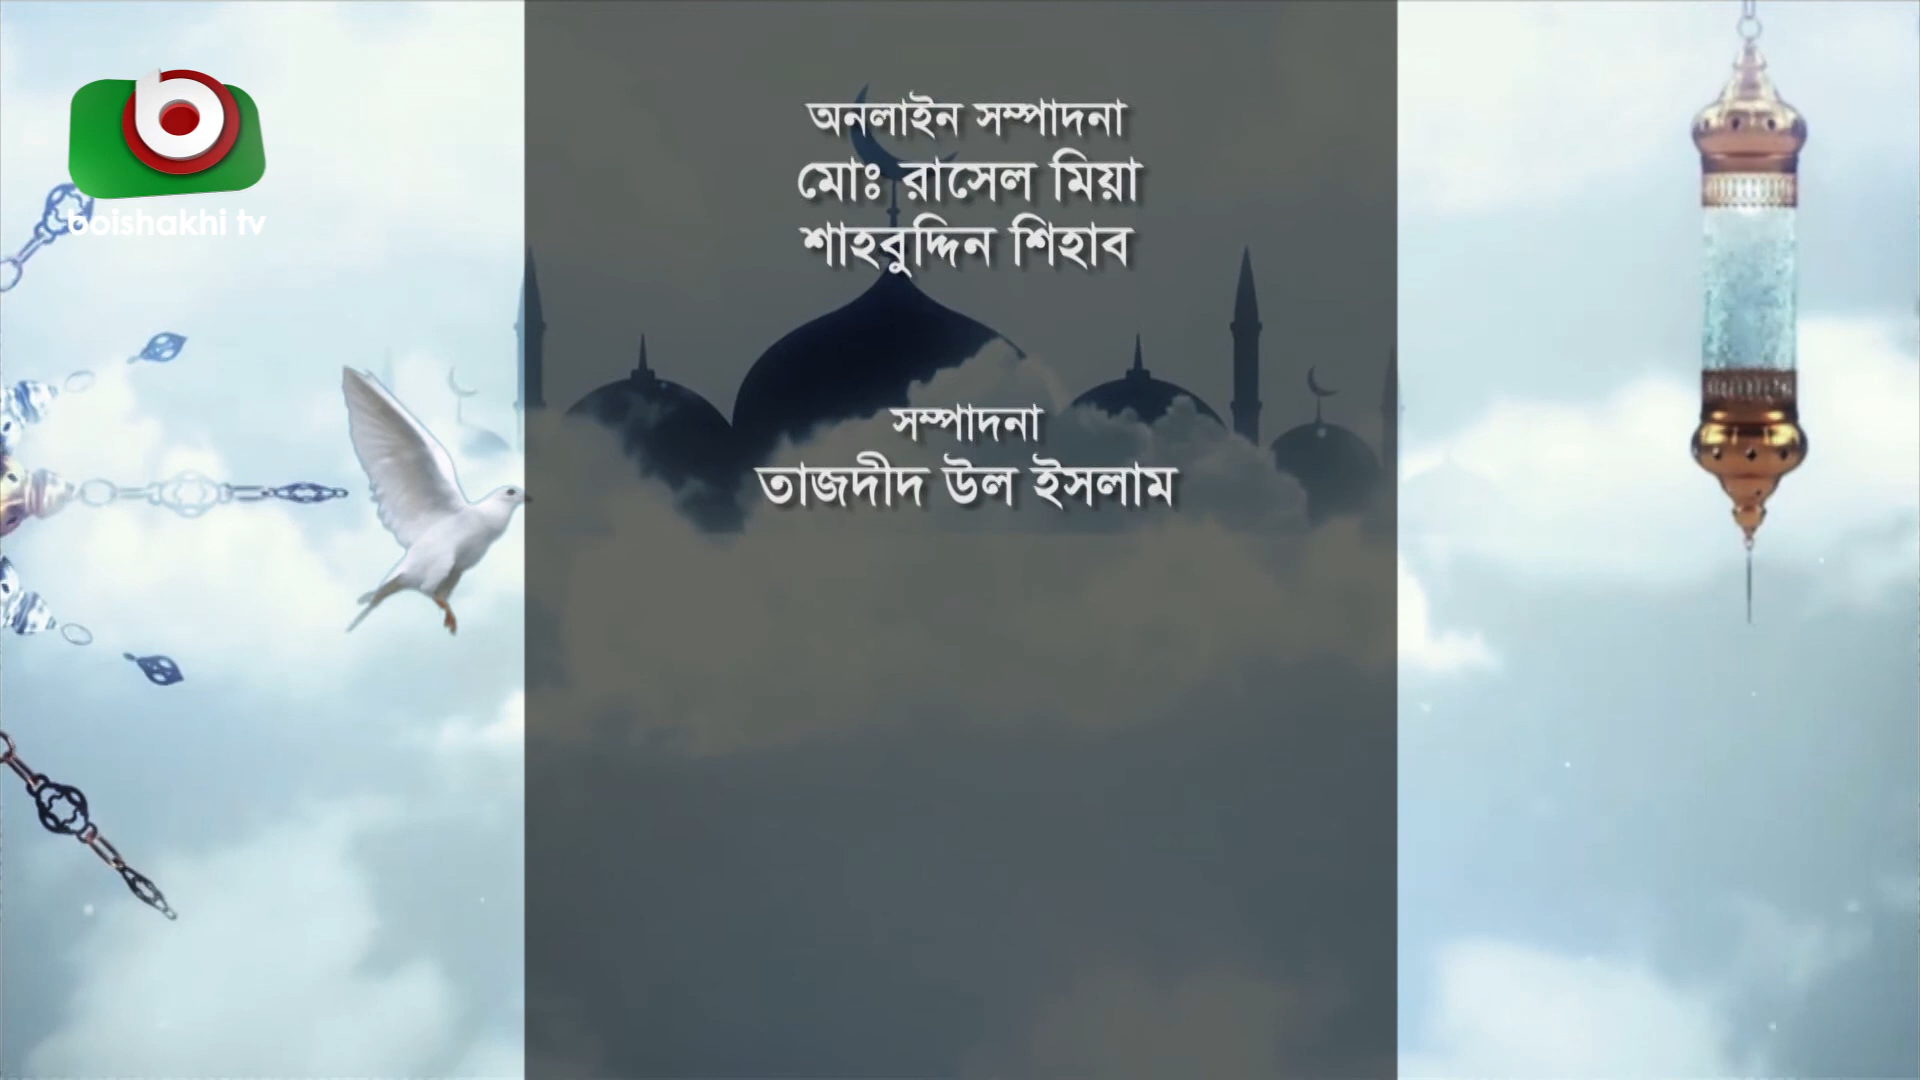 boishakhi tv
অনলাইন সম্পাদনা
মোঃ রাসেল মিয়া
শাহবুদ্দিন শিহাব
সম্পাদনা
তাজদীদ উল ইসলাম